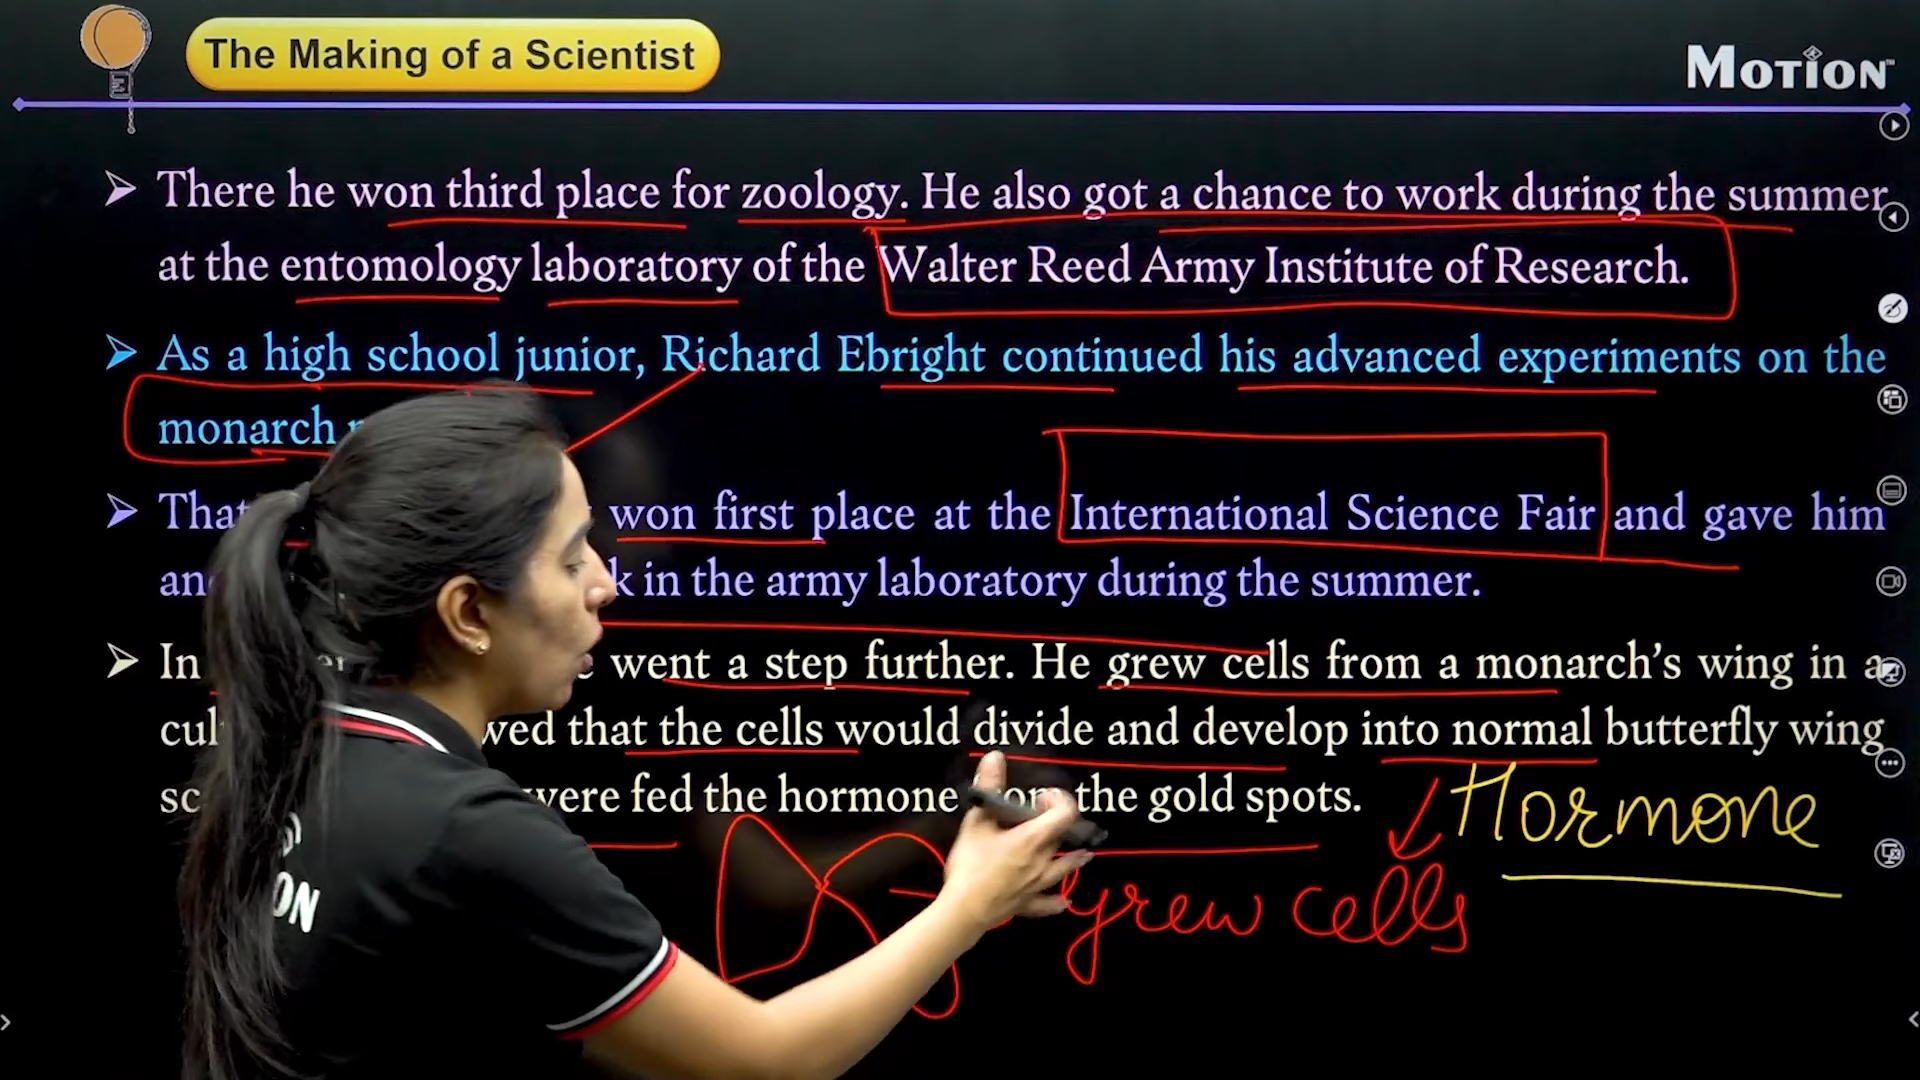 The Making of a Scientist
MOTION
There he won third place for zoology. He also got a chance to work during the summer
at the entomology laboratory of the Walter Reed Army Institute of Research.
As a high school junior, Richard Ebright continued his advanced experiments on the
monarch
won first place at the International Science Fair and gave him
in the army laboratory during the summer.
In went a step further. He grew cells from a monarch's wing in a
that the cells would divide and develop into normal butterfly wing
were fed the hormone from the gold spots.
Hormone
grew cells
ON